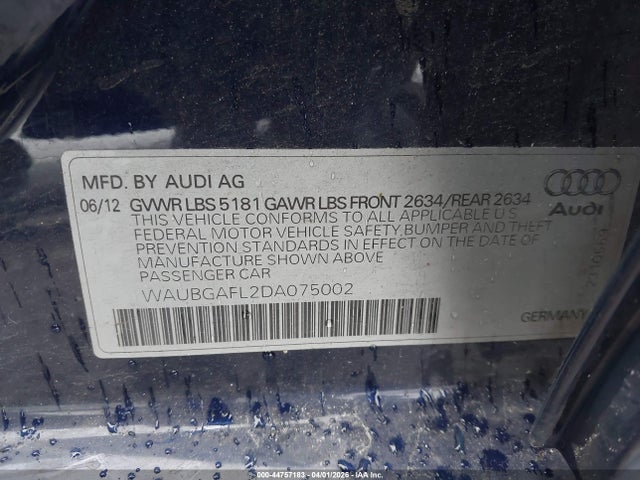 MFD. BY AUDI AG
06/12 GVWR LBS 5181 GAWR LBS FRONT 2634/REAR 2634
THIS VEHICLE CONFORMS TO ALL APPLICABLE U S
FEDERAL MOTOR VEHICLE SAFETY,BUMPER AND THEFT
PREVENTION STANDARDS IN EFFECT ON THE DATE OF
MANUFACTURE SHOWN ABOVE
PASSENGER CAR
WAUBGAFL2DA075002
Audi
GERMANY
000-44757183 - 04/01/2026 - IAA Inc.